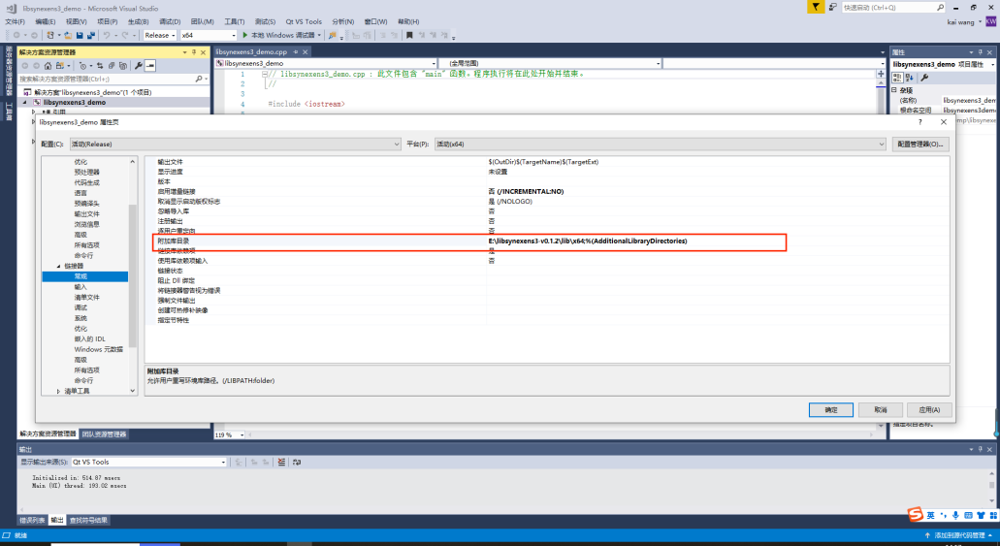 libsynexens3_demo - Microsoft Visual Studio
快速启动 (Ctrl+Q)
文件(F) 编辑(E) 视图(V) 项目(P) 生成(B) 调试(D) 团队(M) 工具(T) 测试(S) Qt VS Tools 分析(N) 窗口(W) 帮助(H)
kai wang KW
Release x64 本地 Windows 调试器
解决方案资源管理器
搜索解决方案资源管理器(Ctrl+;)
解决方案"libsynexens3_demo"(1 个项目)
libsynexens3_demo
引用
libsynexens3_demo.cpp
libsynexens3_demo
(全局范围)
1 // libsynexens3_demo.cpp : 此文件包含 "main" 函数。程序执行将在此处开始并结束。
2 //
3
4 #include <iostream>
属性
libsynexens3_demo 项目属性
杂项
(名称) libsynexens3_dem
根命名空间 libsynexens3dem
mp\libsynex
libsynexens3_demo 属性页
? ×
配置(C): 活动(Release)
平台(P): 活动(x64)
配置管理器(O)...
优化
预处理器
代码生成
语言
预编译头
输出文件
浏览信息
高级
所有选项
命令行
链接器
常规
输入
清单文件
调试
系统
优化
嵌入的 IDL
Windows 元数据
高级
所有选项
命令行
清单工具
输出文件 $(OutDir)$(TargetName)$(TargetExt)
显示进度 未设置
版本
启用增量链接 否 (/INCREMENTAL:NO)
取消显示启动版权标志 是 (/NOLOGO)
忽略导入库 否
注册输出 否
逐用户重定向 否
附加库目录 E:\libsynexens3-v0.1.2\lib\x64;%(AdditionalLibraryDirectories)
链接库依赖项 是
使用库依赖项输入 否
链接状态
阻止 Dll 绑定
将链接器警告视为错误
强制文件输出
创建可热修补映像
指定节特性
附加库目录
允许用户重写环境库路径。(/LIBPATH:folder)
确定 取消 应用(A)
解决方案资源管理器 团队资源管理器
119 %
指定项目名称。
输出
显示输出来源(S): Qt VS Tools
Initialized in: 514.87 msecs
Main (UI) thread: 193.02 msecs
错误列表 输出 查找符号结果
英
就绪
添加到源代码管理